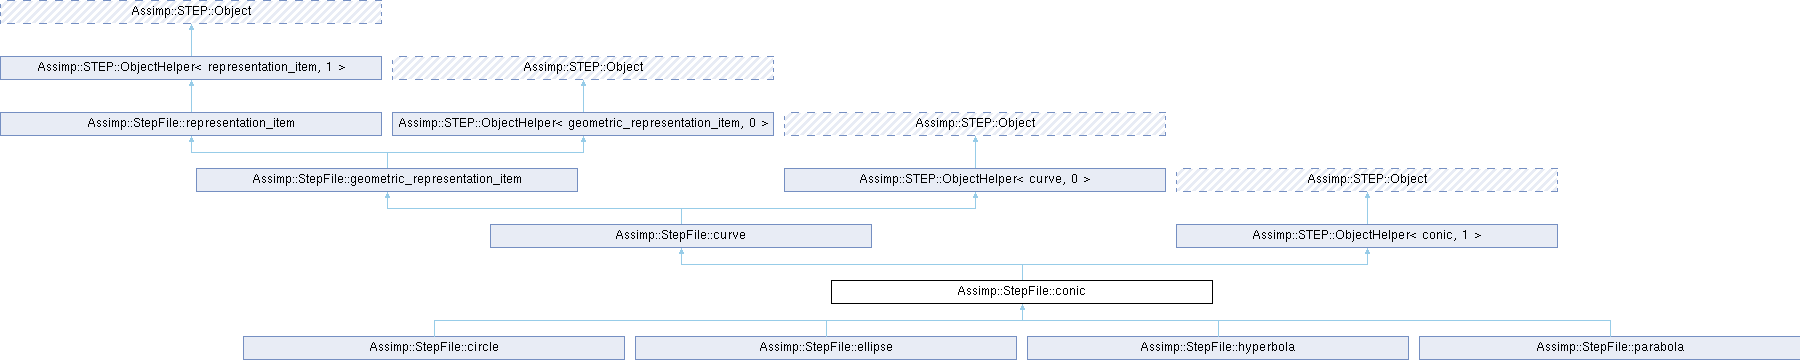 Assimp::STEP::Object
Assimp::STEP::ObjectHelper< representation_item, 1 >
Assimp::STEP::Object
Assimp::StepFile::representation_item
Assimp::STEP::ObjectHelper< geometric_representation_item, 0 >
Assimp::STEP::Object
Assimp::StepFile::geometric_representation_item
Assimp::STEP::ObjectHelper< curve, 0 >
Assimp::STEP::Object
Assimp::StepFile::curve
Assimp::STEP::ObjectHelper< conic, 1 >
Assimp::StepFile::conic
Assimp::StepFile::circle
Assimp::StepFile::ellipse
Assimp::StepFile::hyperbola
Assimp::StepFile::parabola